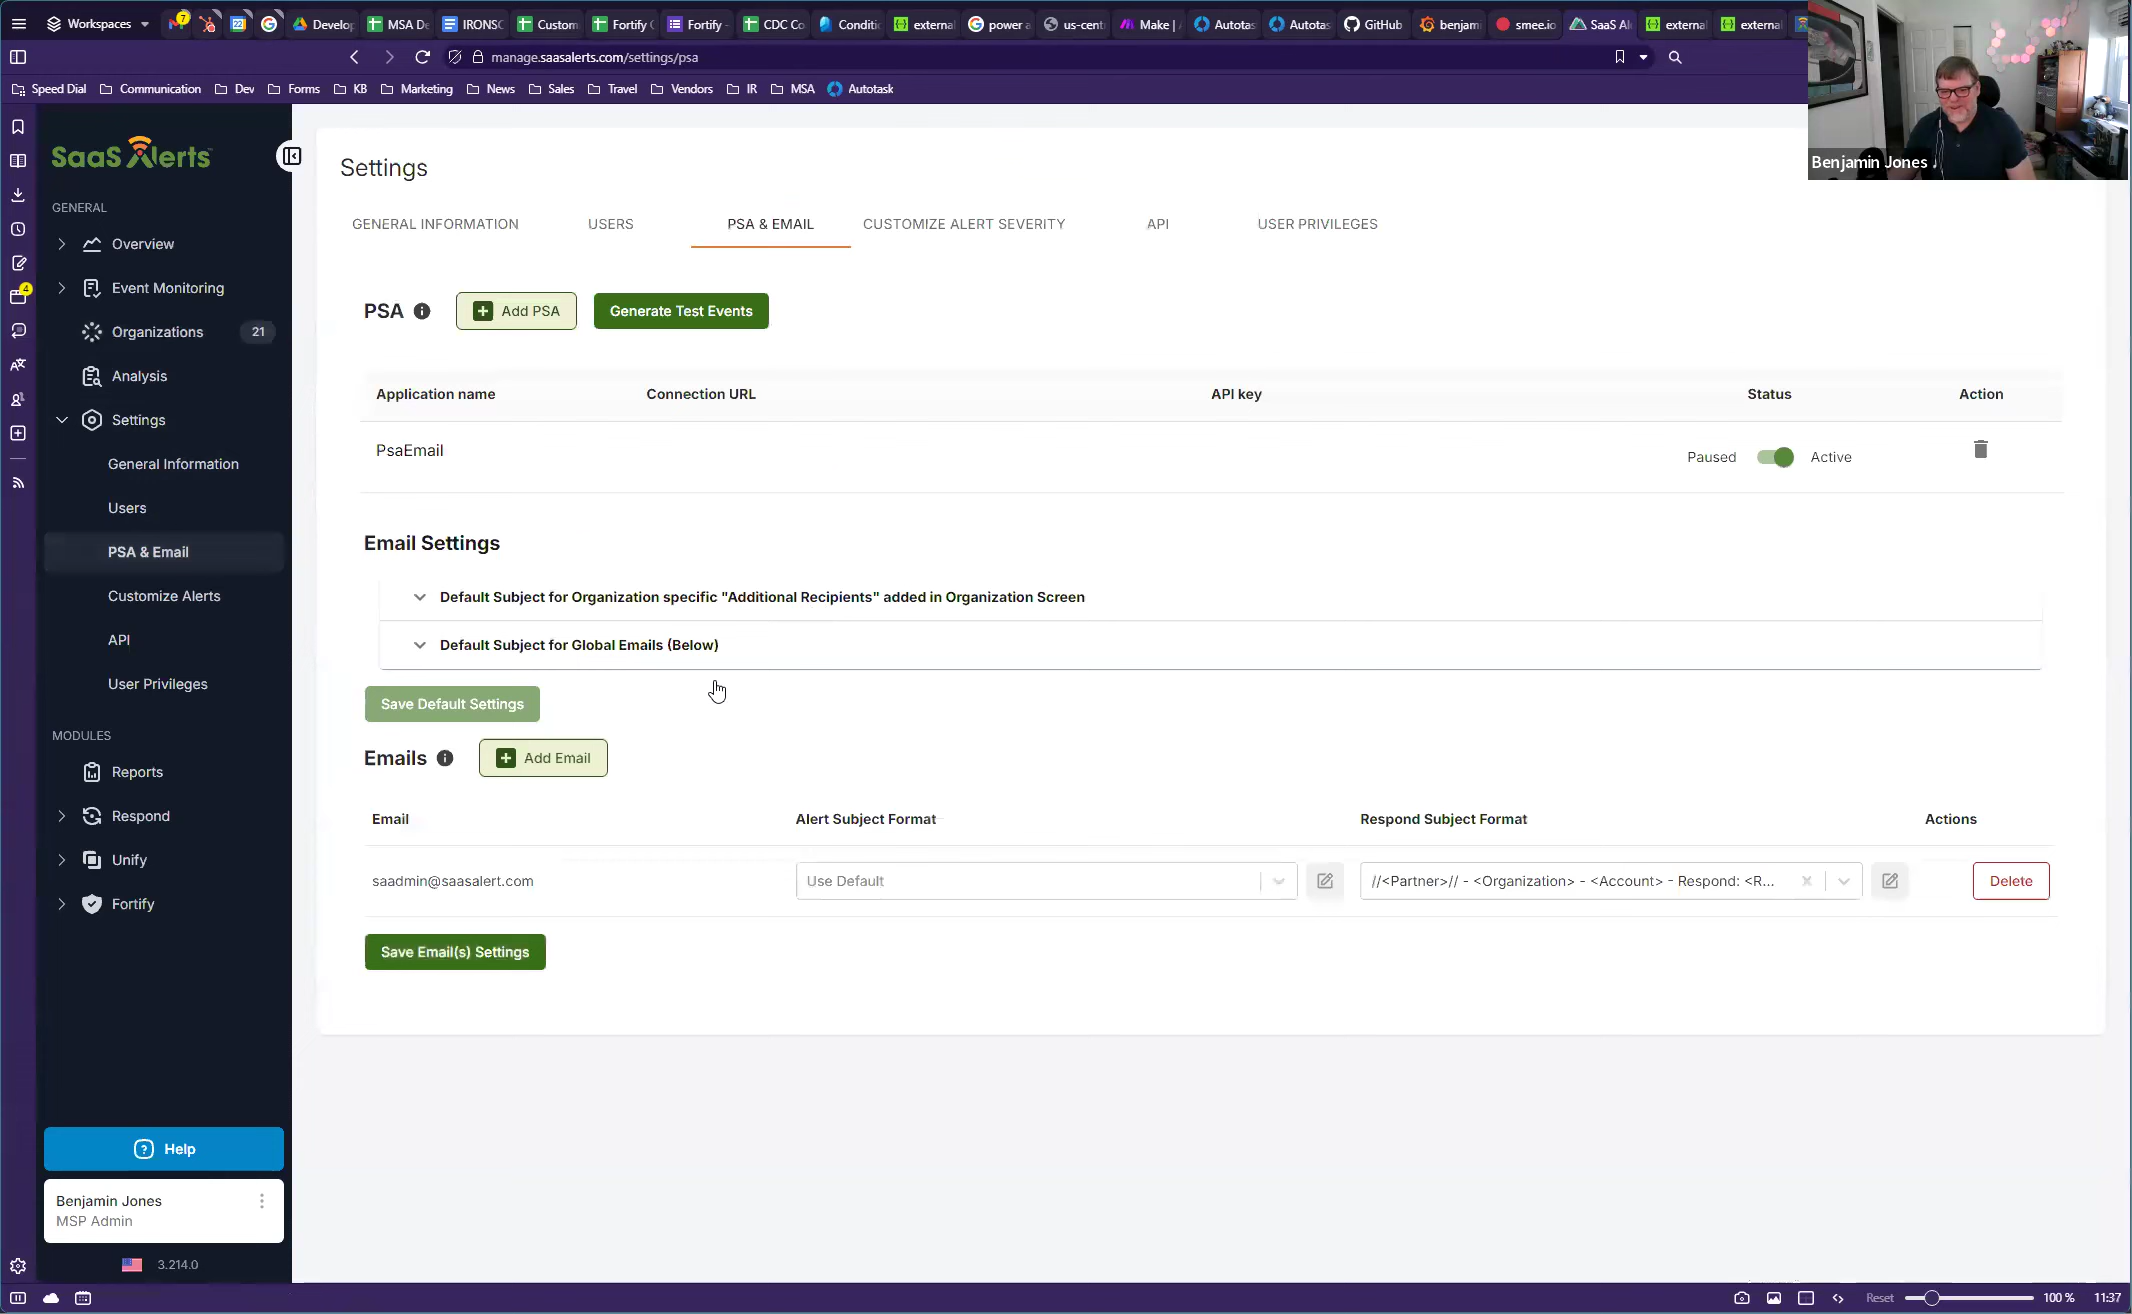 Workspaces
7
22
Develop
MSA De
IRONSC
Custom
Fortify C
Fortify -
CDC Co
Conditi
external
power a
us-centr
Make |
Autotas
Autotas
GitHub
benjami
smee.io
SaaS Al
external
external
manage.saasalerts.com/settings/psa
Speed Dial
Communication
Dev
Forms
KB
Marketing
News
Sales
Travel
Vendors
IR
MSA
Autotask
Benjamin Jones
4
SaaS Alerts
GENERAL
Overview
Event Monitoring
Organizations 21
Analysis
Settings
General Information
Users
PSA & Email
Customize Alerts
API
User Privileges
MODULES
Reports
Respond
Unify
Fortify
Help
Benjamin Jones
MSP Admin
3.214.0
Settings
GENERAL INFORMATION
USERS
PSA & EMAIL
CUSTOMIZE ALERT SEVERITY
API
USER PRIVILEGES
PSA
Add PSA
Generate Test Events
Application name
Connection URL
API key
Status
Action
PsaEmail
Paused
Active
Email Settings
Default Subject for Organization specific "Additional Recipients" added in Organization Screen
Default Subject for Global Emails (Below)
Save Default Settings
Emails
Add Email
Email
Alert Subject Format
Respond Subject Format
Actions
saadmin@saasalert.com
Use Default
//<Partner>// - <Organization> - <Account> - Respond: <R...
Delete
Save Email(s) Settings
Reset
100 %
11:37